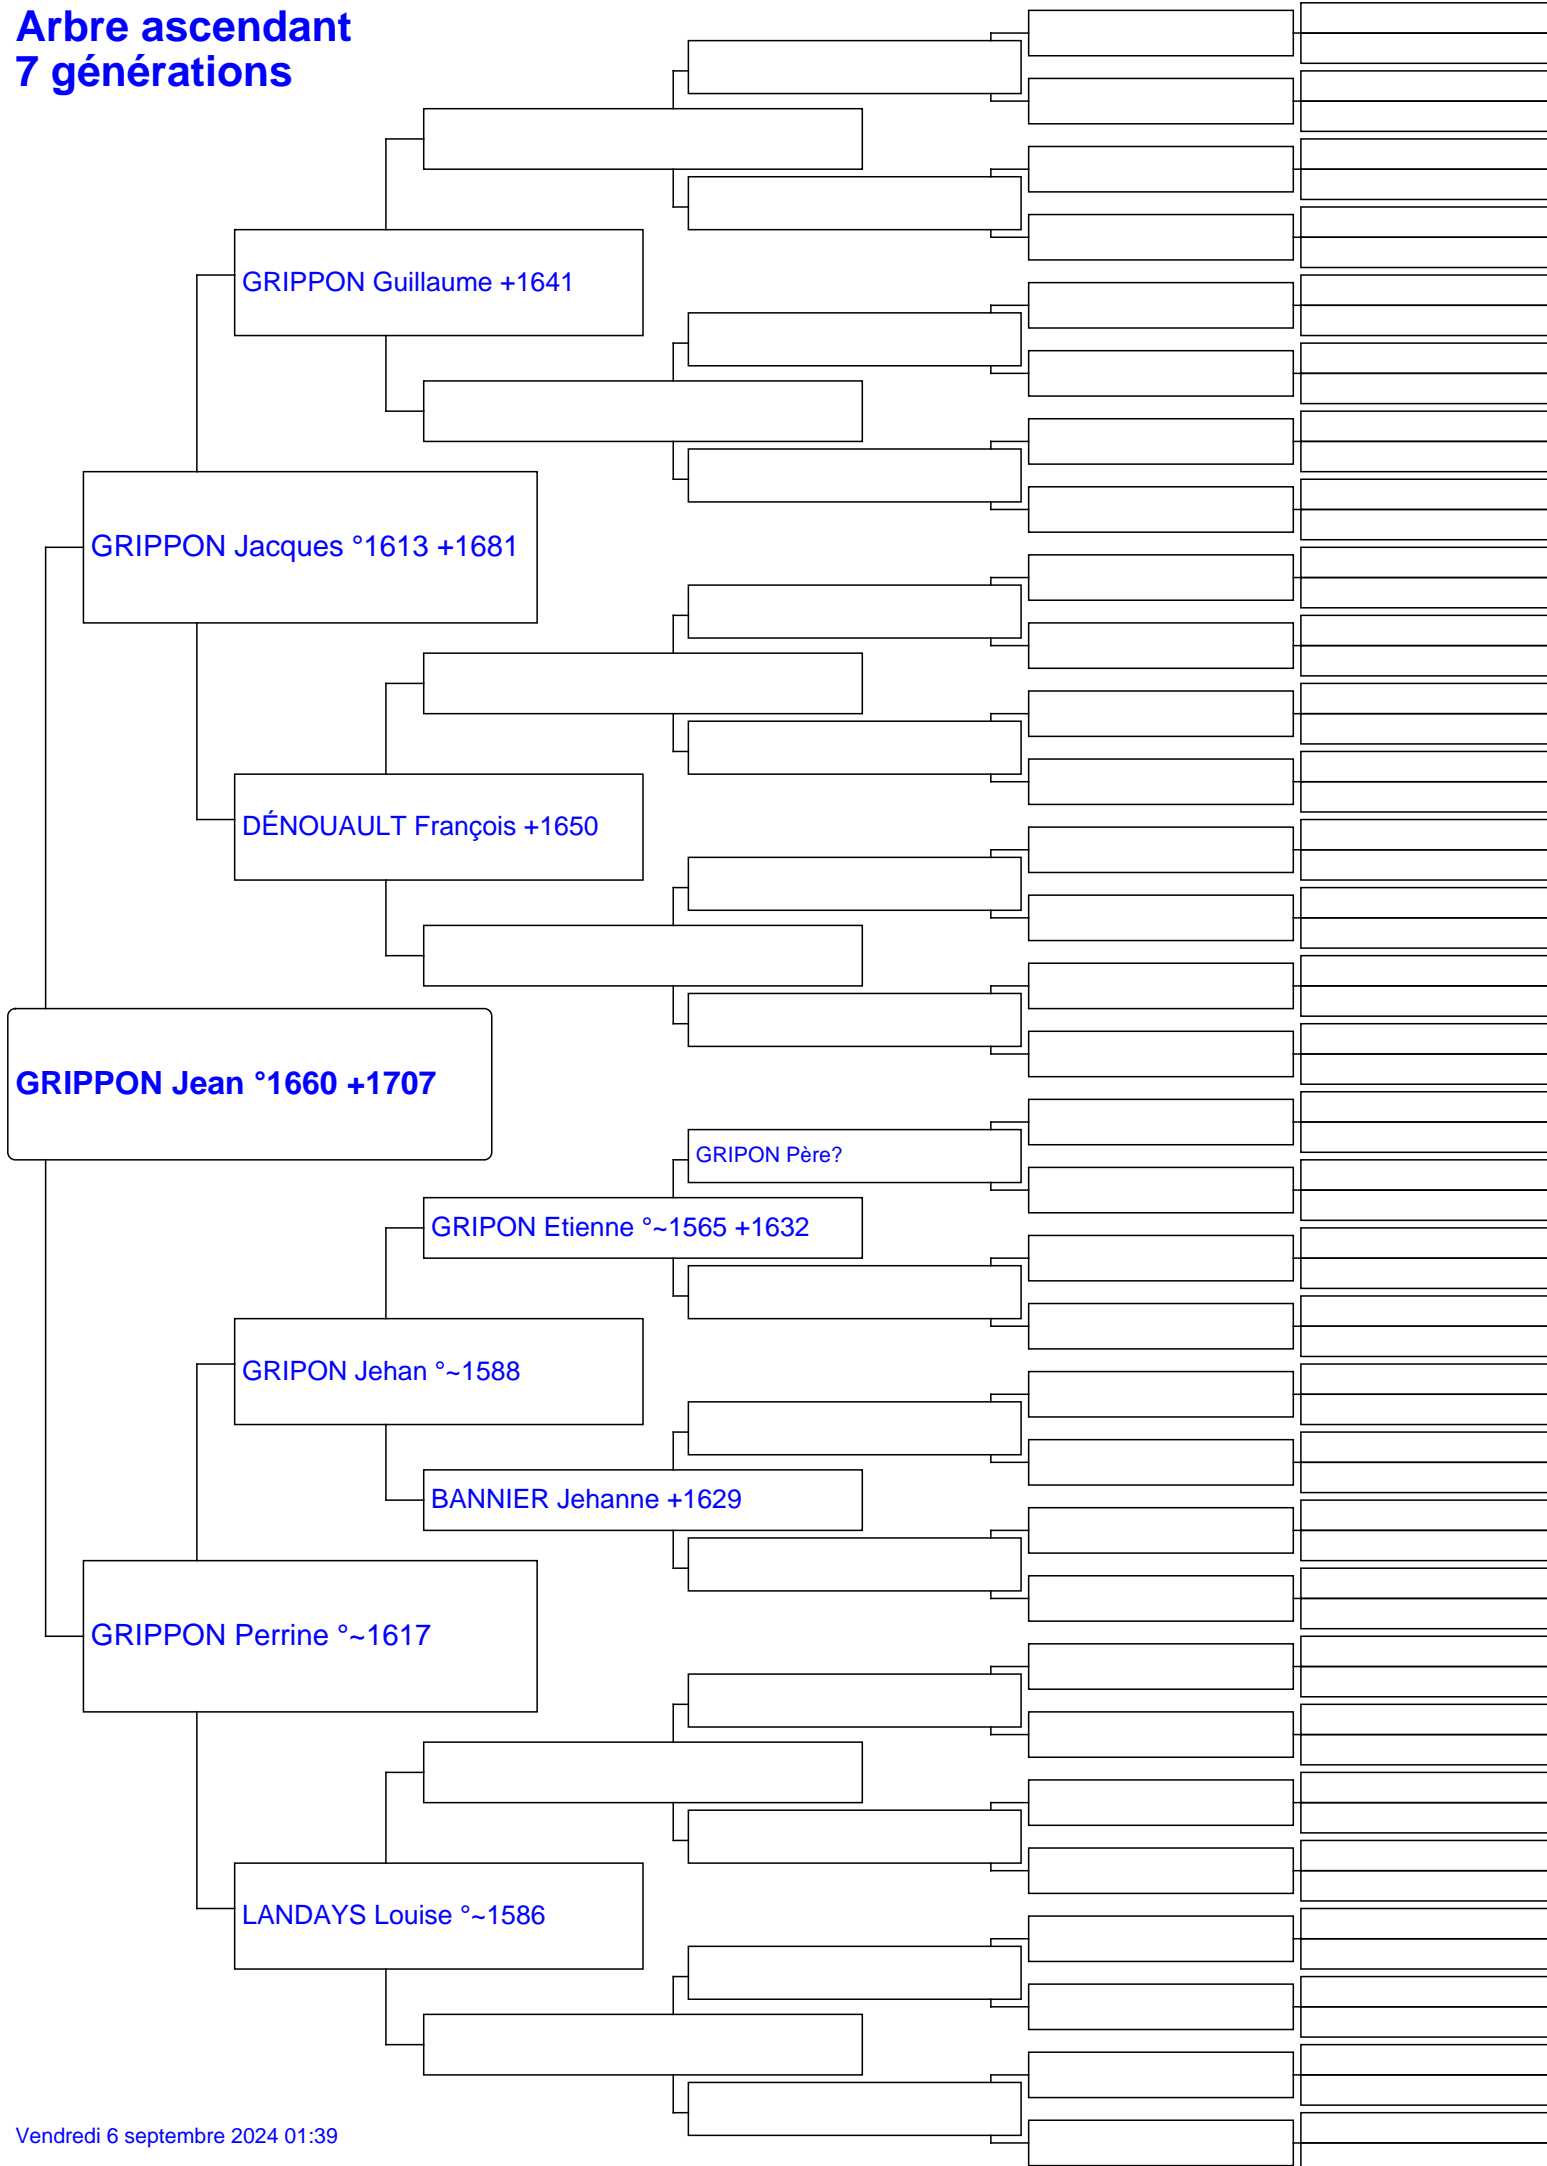 Arbre ascendant
7 générations
GRIPPON Guillaume +1641
GRIPPON Jacques °1613 +1681
DÉNOUAULT François +1650
GRIPPON Jean °1660 +1707
GRIPON Père?
GRIPON Etienne °~1565 +1632
GRIPON Jehan °~1588
BANNIER Jehanne +1629
GRIPPON Perrine °~1617
LANDAYS Louise °~1586
Vendredi 6 septembre 2024 01:39